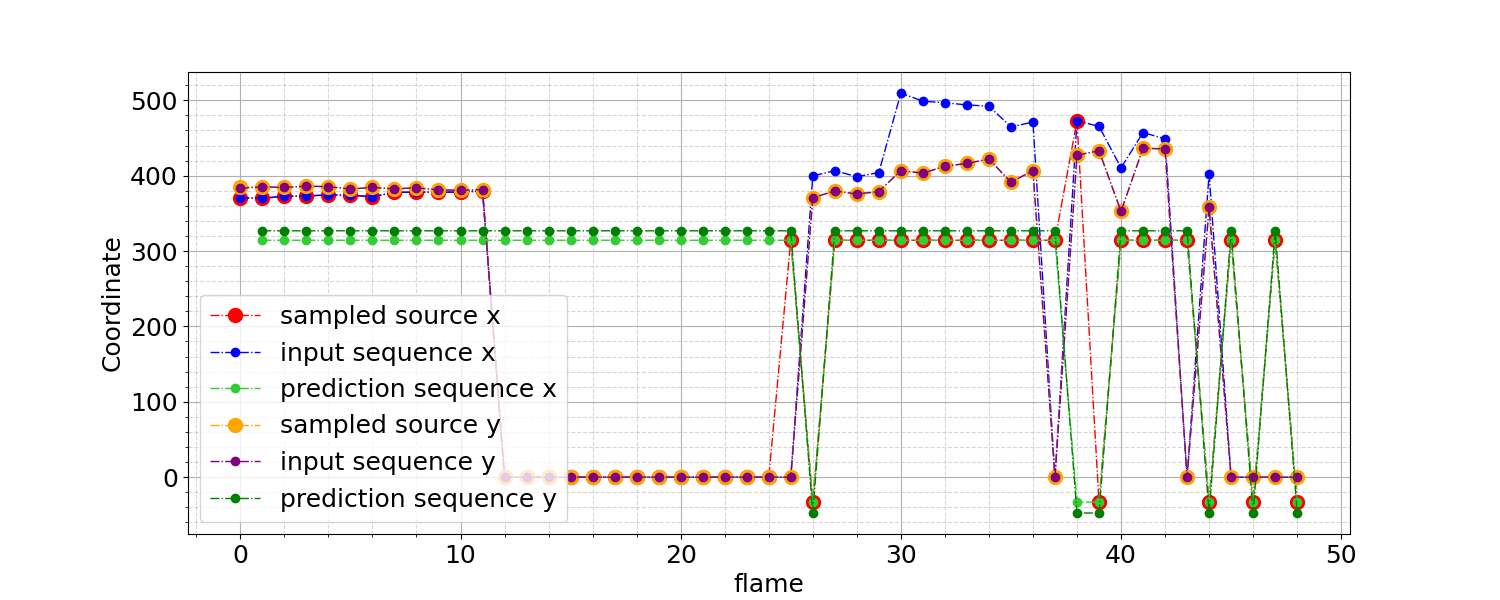 500
400
300
200
100
0
Coordinate
sampled source x
input sequence x
prediction sequence x
sampled source y
input sequence y
prediction sequence y
0 10 20 30 40 50
flame